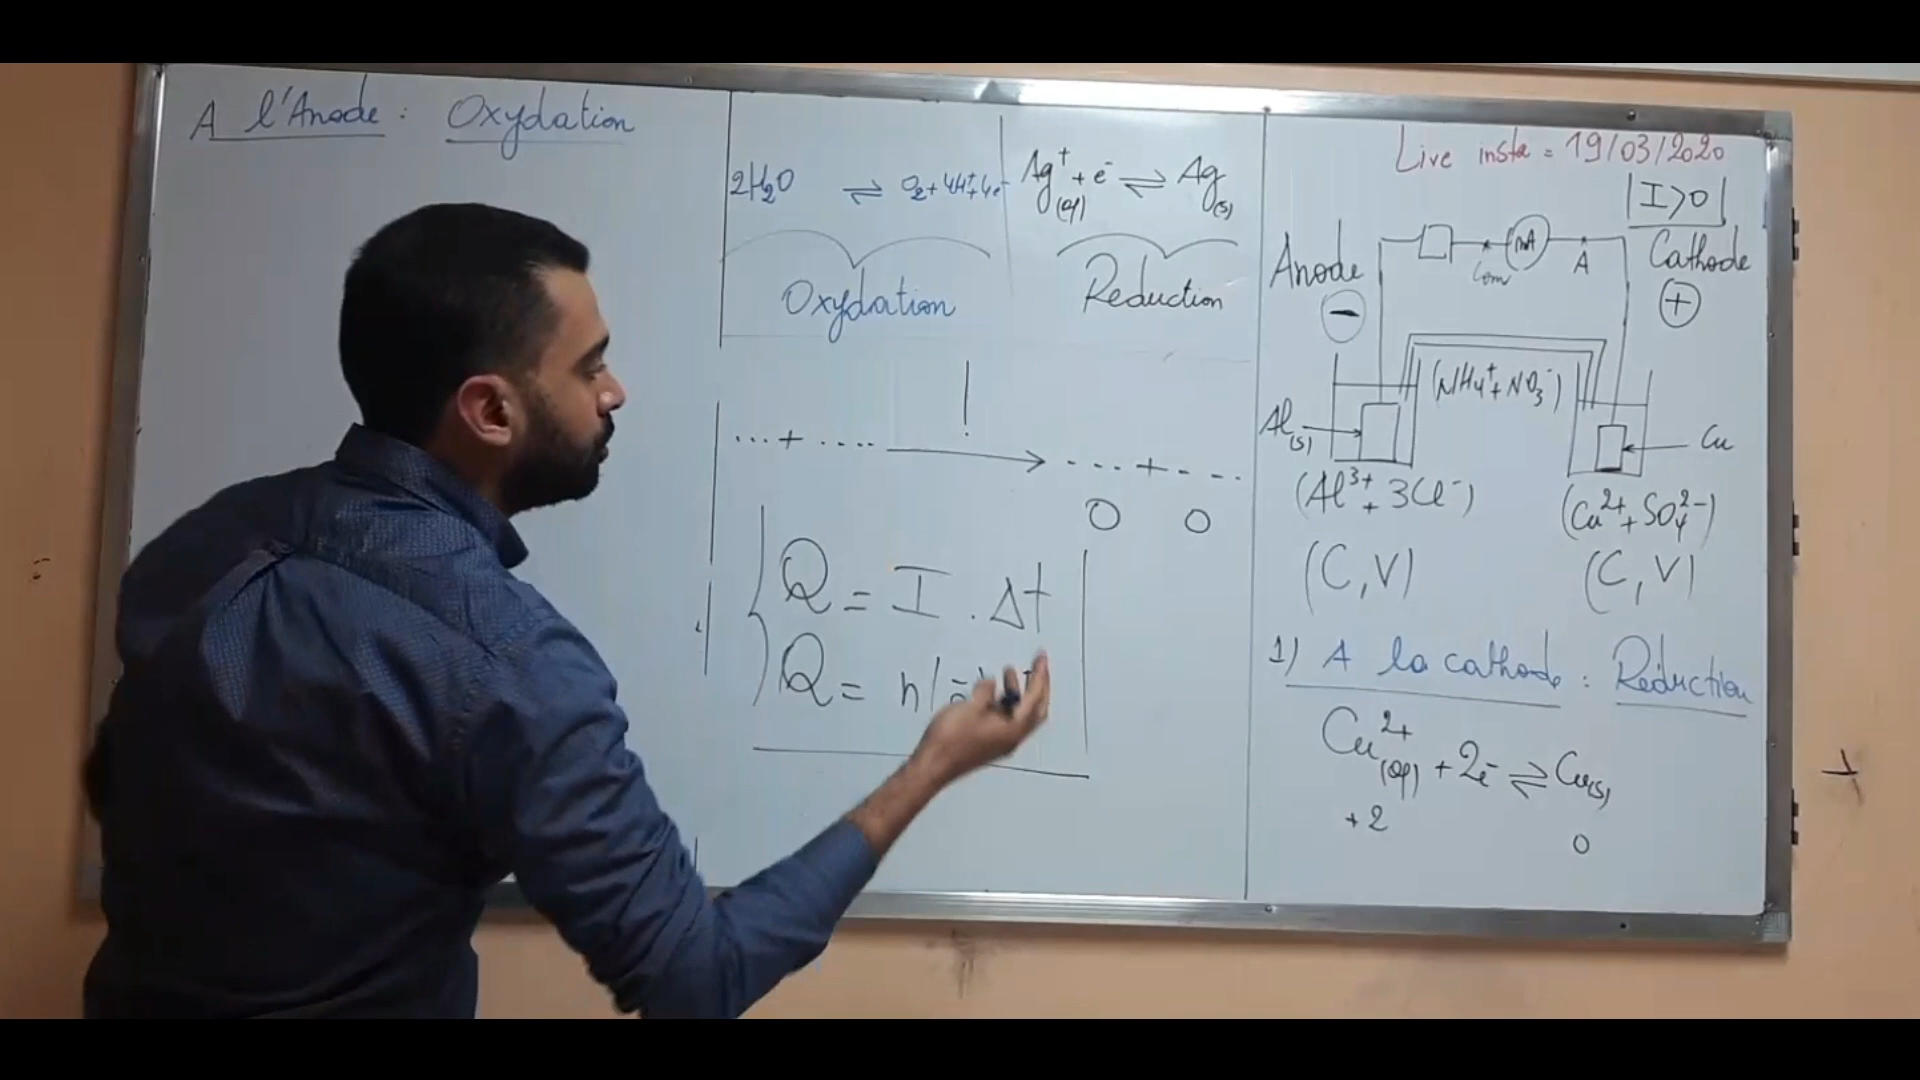 A l'Anode : Oxydation
2H₂O ⇌ O₂ + 4H⁺ + 4e⁻
Oxydation
Ag⁺(aq) + e⁻ ⇌ Ag(s)
Reduction
!
...+..... → ...+...
O O
Q = I . Δt
Q = n(e⁻)
Live insta = 19/03/2020
I>0
Anode
−
Com
mA
A
Cathode
+
(NH₄⁺ + NO₃⁻)
Al(s)
Cu
(Al³⁺ + 3Cl⁻)
(Cu²⁺ + SO₄²⁻)
(C, V)
(C, V)
1) A la cathode : Réduction
Cu²⁺(aq) + 2e⁻ ⇌ Cu(s)
+2 0